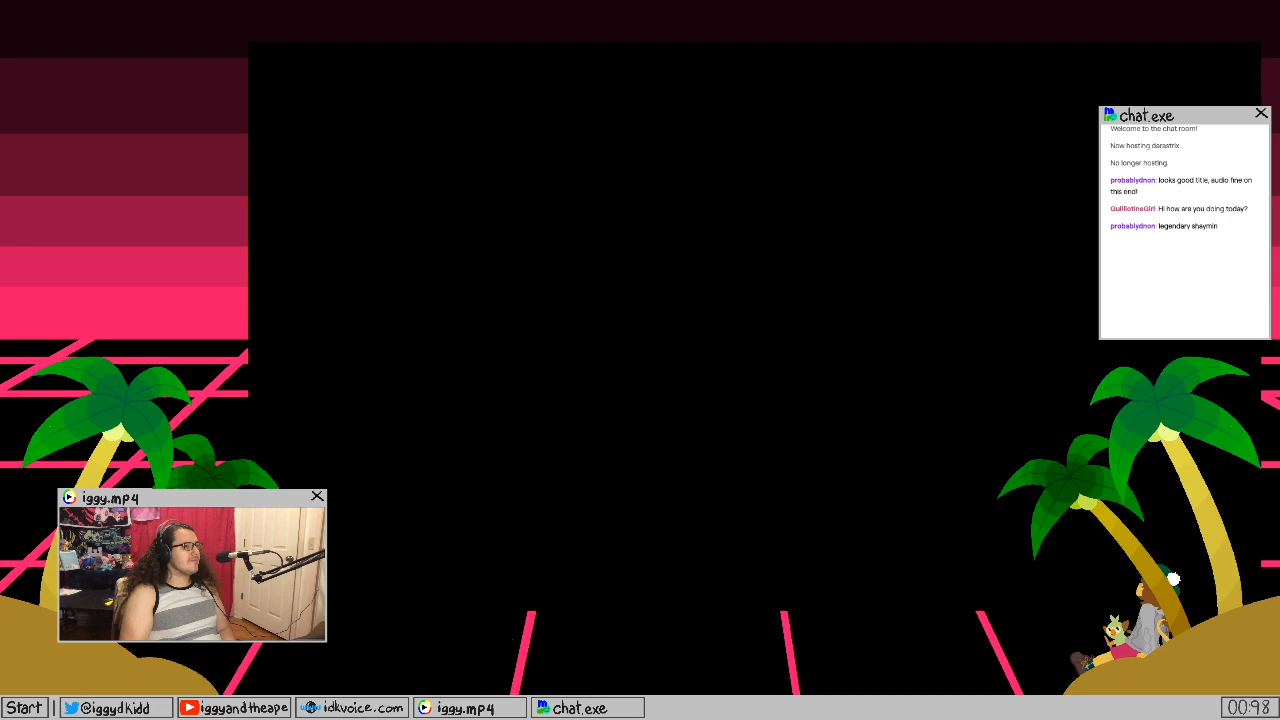 chat.exe
Welcome to the chat room!
Now hosting darastrix
No longer hosting.
probablydnon: looks good title, audio fine on
this end!
GuillotineGirl: Hi how are you doing today?
probablydnon: legendary shaymin
iggy.mp4
Start | @iggydkidd iggyandtheape idkvoice.com iggy.mp4 chat.exe 00:98